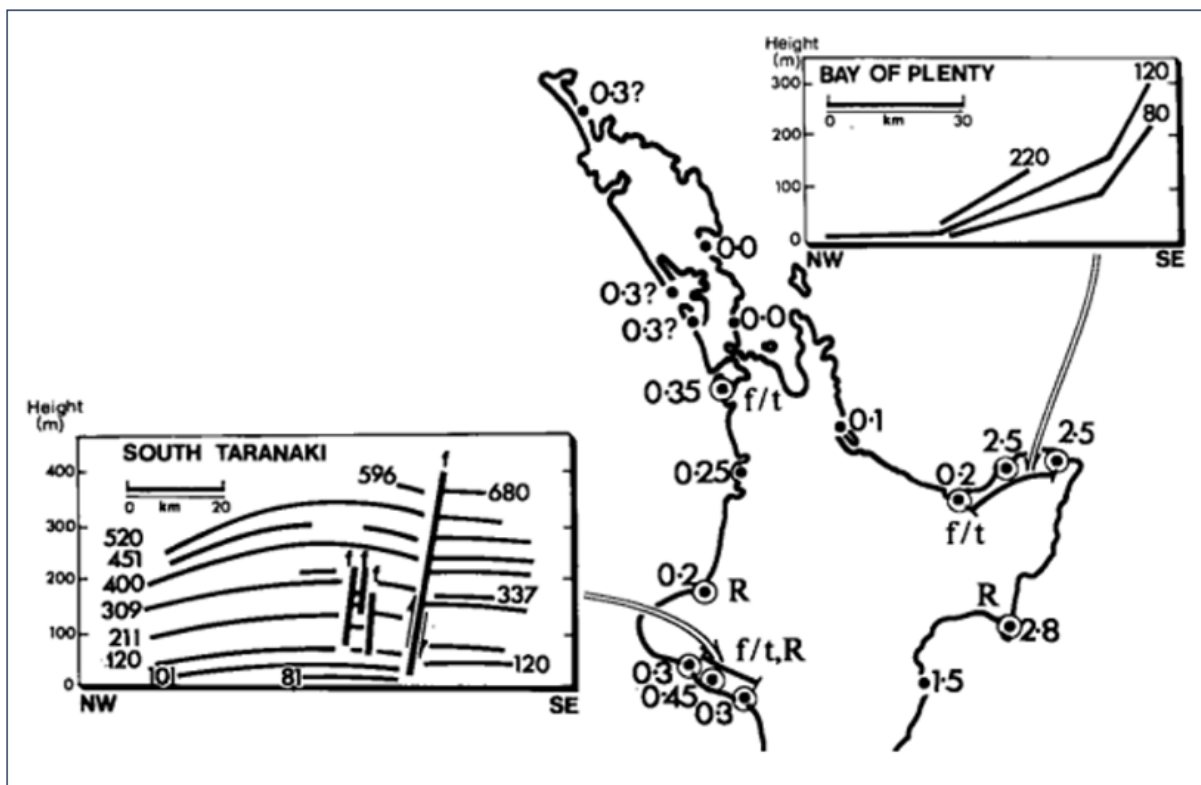 Height
(m)
BAY OF PLENTY
0 km 30
300
200
100
0
220
120
80
NW SE
0·3?
0·0
0·3?
0·3?
0·0
0·35
f/t
0·1
0·25
2·5
2·5
0·2
f/t
0·2
R
R
2·8
1·5
f/t,R
0·3
0·45
0·3
Height
(m)
SOUTH TARANAKI
0 km 20
400
300
200
100
0
596
f
680
520
451
400
309
211
120
101
81
f f
f
337
120
NW SE